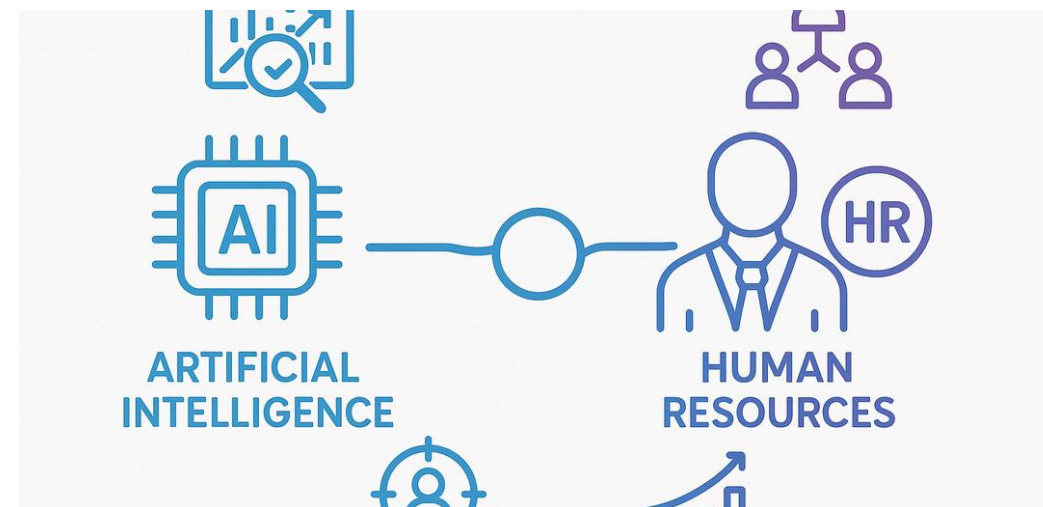 AI
HR
ARTIFICIAL
INTELLIGENCE
HUMAN
RESOURCES